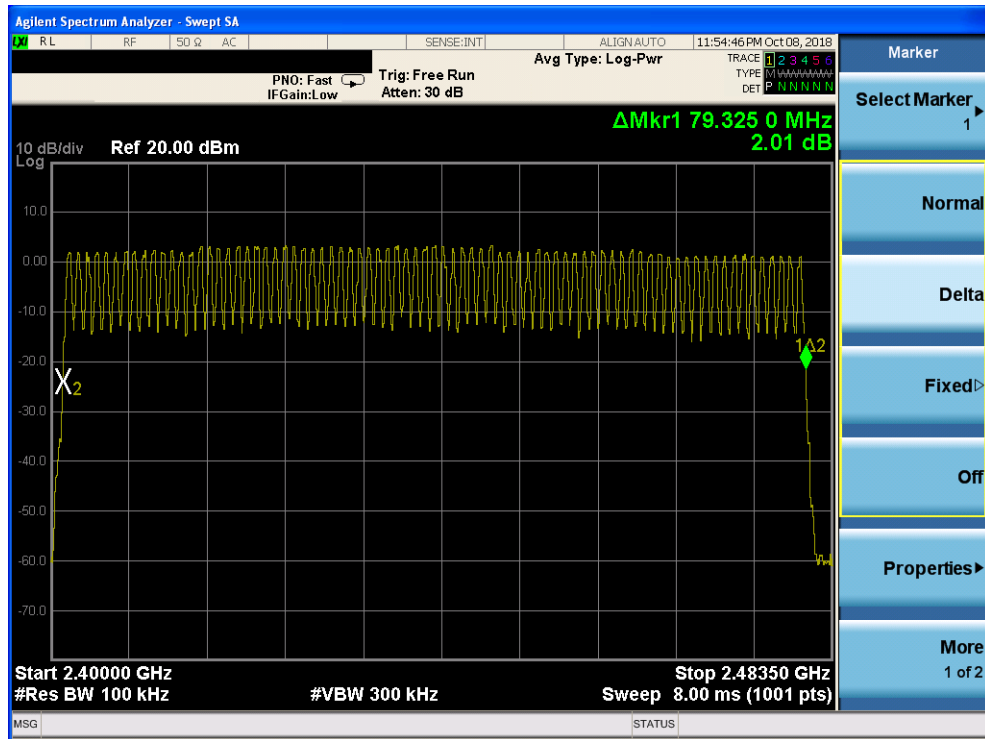 Agilent Spectrum Analyzer - Swept SA
LXI RL RF 50 Ω AC SENSE:INT ALIGNAUTO 11:54:46 PM Oct 08, 2018
Marker
Avg Type: Log-Pwr
TRACE 1 2 3 4 5 6
TYPE M
DET P N N N N N
PNO: Fast
IFGain:Low
Trig: Free Run
Atten: 30 dB
Select Marker
1
ΔMkr1 79.325 0 MHz
2.01 dB
10 dB/div Ref 20.00 dBm
Log
10.0
0.00
-10.0
-20.0
-30.0
-40.0
-50.0
-60.0
-70.0
1Δ2
X2
Normal
Delta
Fixed
Off
Properties
More
1 of 2
Start 2.40000 GHz
Stop 2.48350 GHz
#Res BW 100 kHz
#VBW 300 kHz
Sweep 8.00 ms (1001 pts)
MSG
STATUS